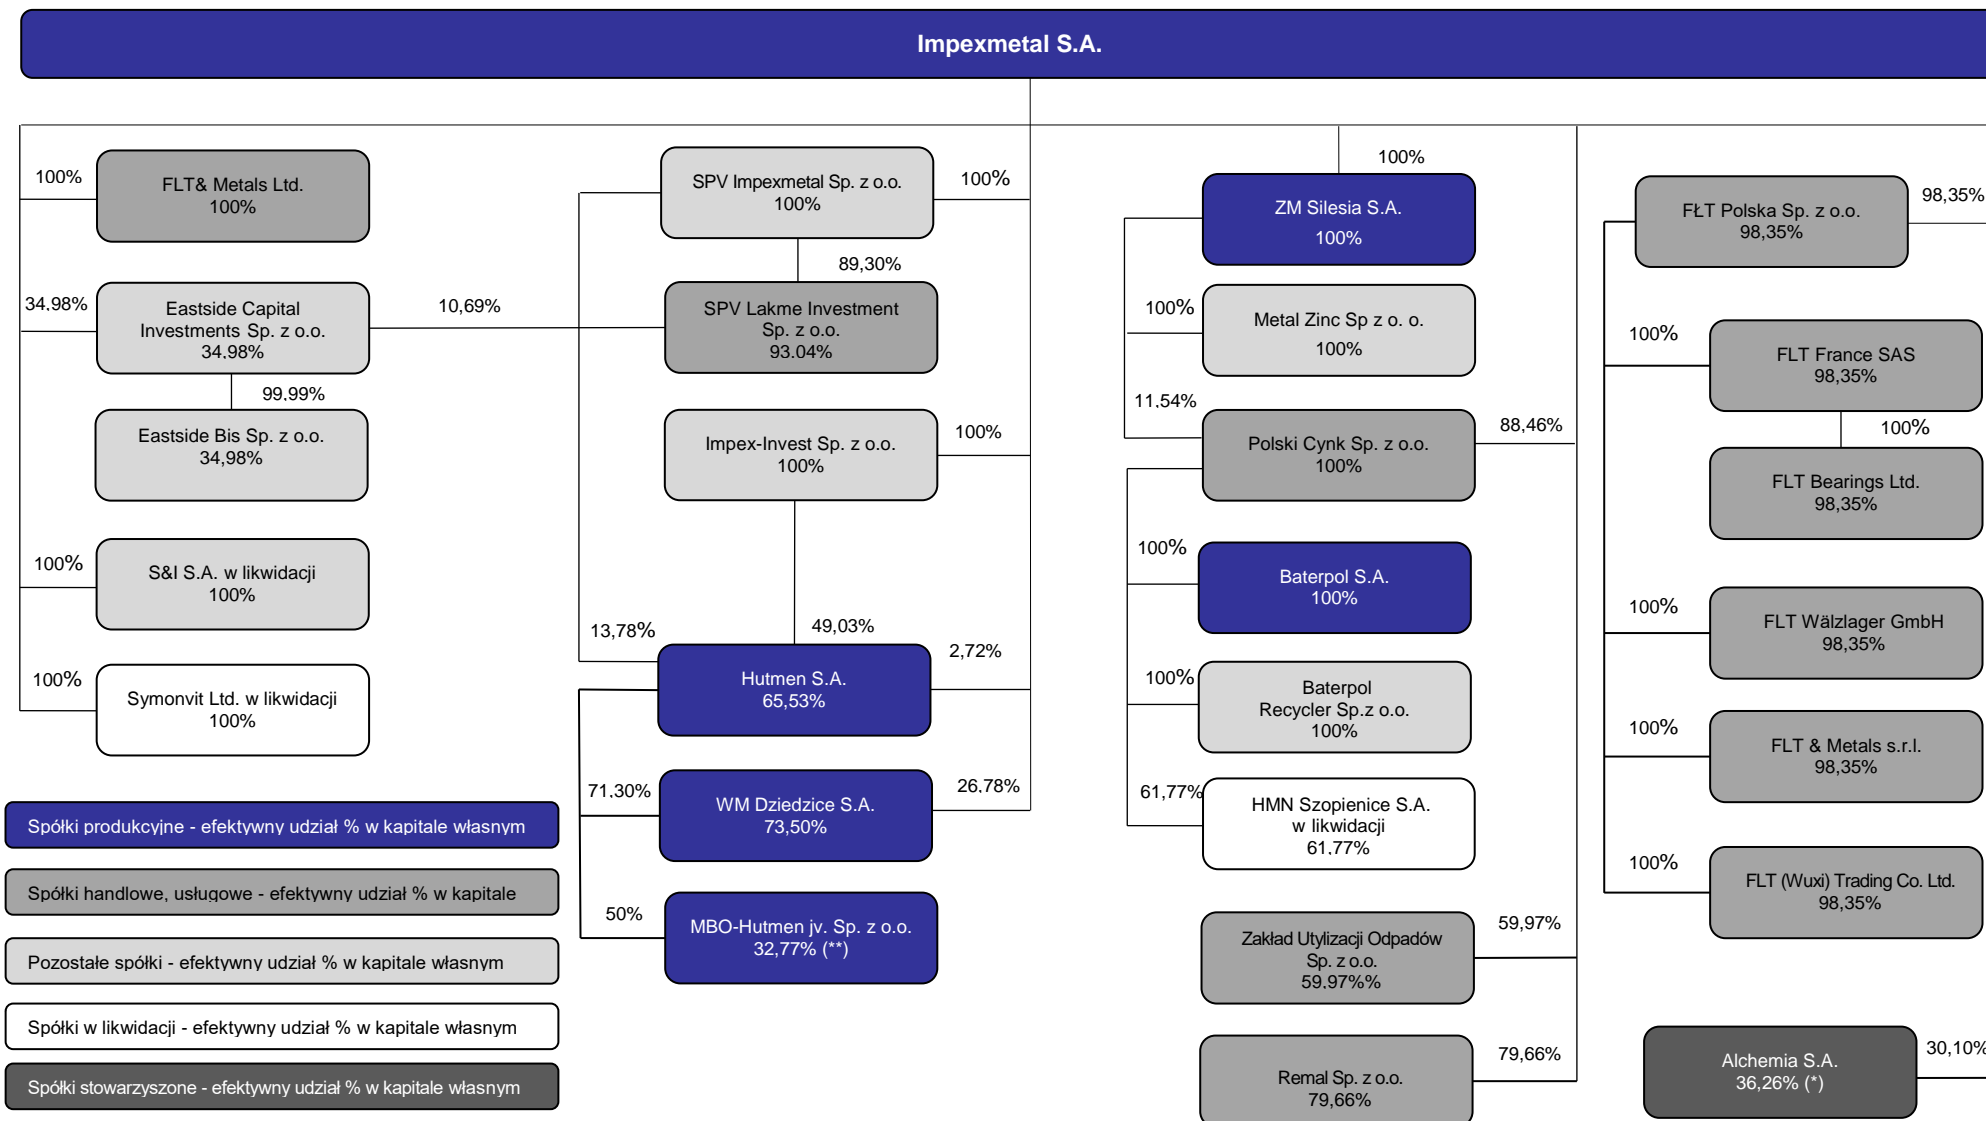 Impexmetal S.A.
100%
FLT& Metals Ltd.
100%
34,98%
Eastside Capital
Investments Sp. z o.o.
34,98%
10,69%
99,99%
Eastside Bis Sp. z o.o.
34,98%
100%
S&I S.A. w likwidacji
100%
100%
Symonvit Ltd. w likwidacji
100%
Spółki produkcyjne - efektywny udział % w kapitale własnym
Spółki handlowe, usługowe - efektywny udział % w kapitale
Pozostałe spółki - efektywny udział % w kapitale własnym
Spółki w likwidacji - efektywny udział % w kapitale własnym
Spółki stowarzyszone - efektywny udział % w kapitale własnym
SPV Impexmetal Sp. z o.o.
100%
100%
89,30%
SPV Lakme Investment
Sp. z o.o.
93.04%
Impex-Invest Sp. z o.o.
100%
100%
13,78%
49,03%
2,72%
Hutmen S.A.
65,53%
71,30%
WM Dziedzice S.A.
73,50%
26,78%
50%
MBO-Hutmen jv. Sp. z o.o.
32,77% (**)
100%
ZM Silesia S.A.
100%
100%
Metal Zinc Sp z o. o.
100%
11,54%
Polski Cynk Sp. z o.o.
100%
88,46%
100%
Baterpol S.A.
100%
100%
Baterpol
Recycler Sp.z o.o.
100%
61,77%
HMN Szopienice S.A.
w likwidacji
61,77%
Zakład Utylizacji Odpadów
Sp. z o.o.
59,97%%
59,97%
Remal Sp. z o.o.
79,66%
79,66%
FŁT Polska Sp. z o.o.
98,35%
98,35%
100%
FLT France SAS
98,35%
100%
FLT Bearings Ltd.
98,35%
100%
FLT Wälzlager GmbH
98,35%
100%
FLT & Metals s.r.l.
98,35%
100%
FLT (Wuxi) Trading Co. Ltd.
98,35%
Alchemia S.A.
36,26% (*)
30,10%